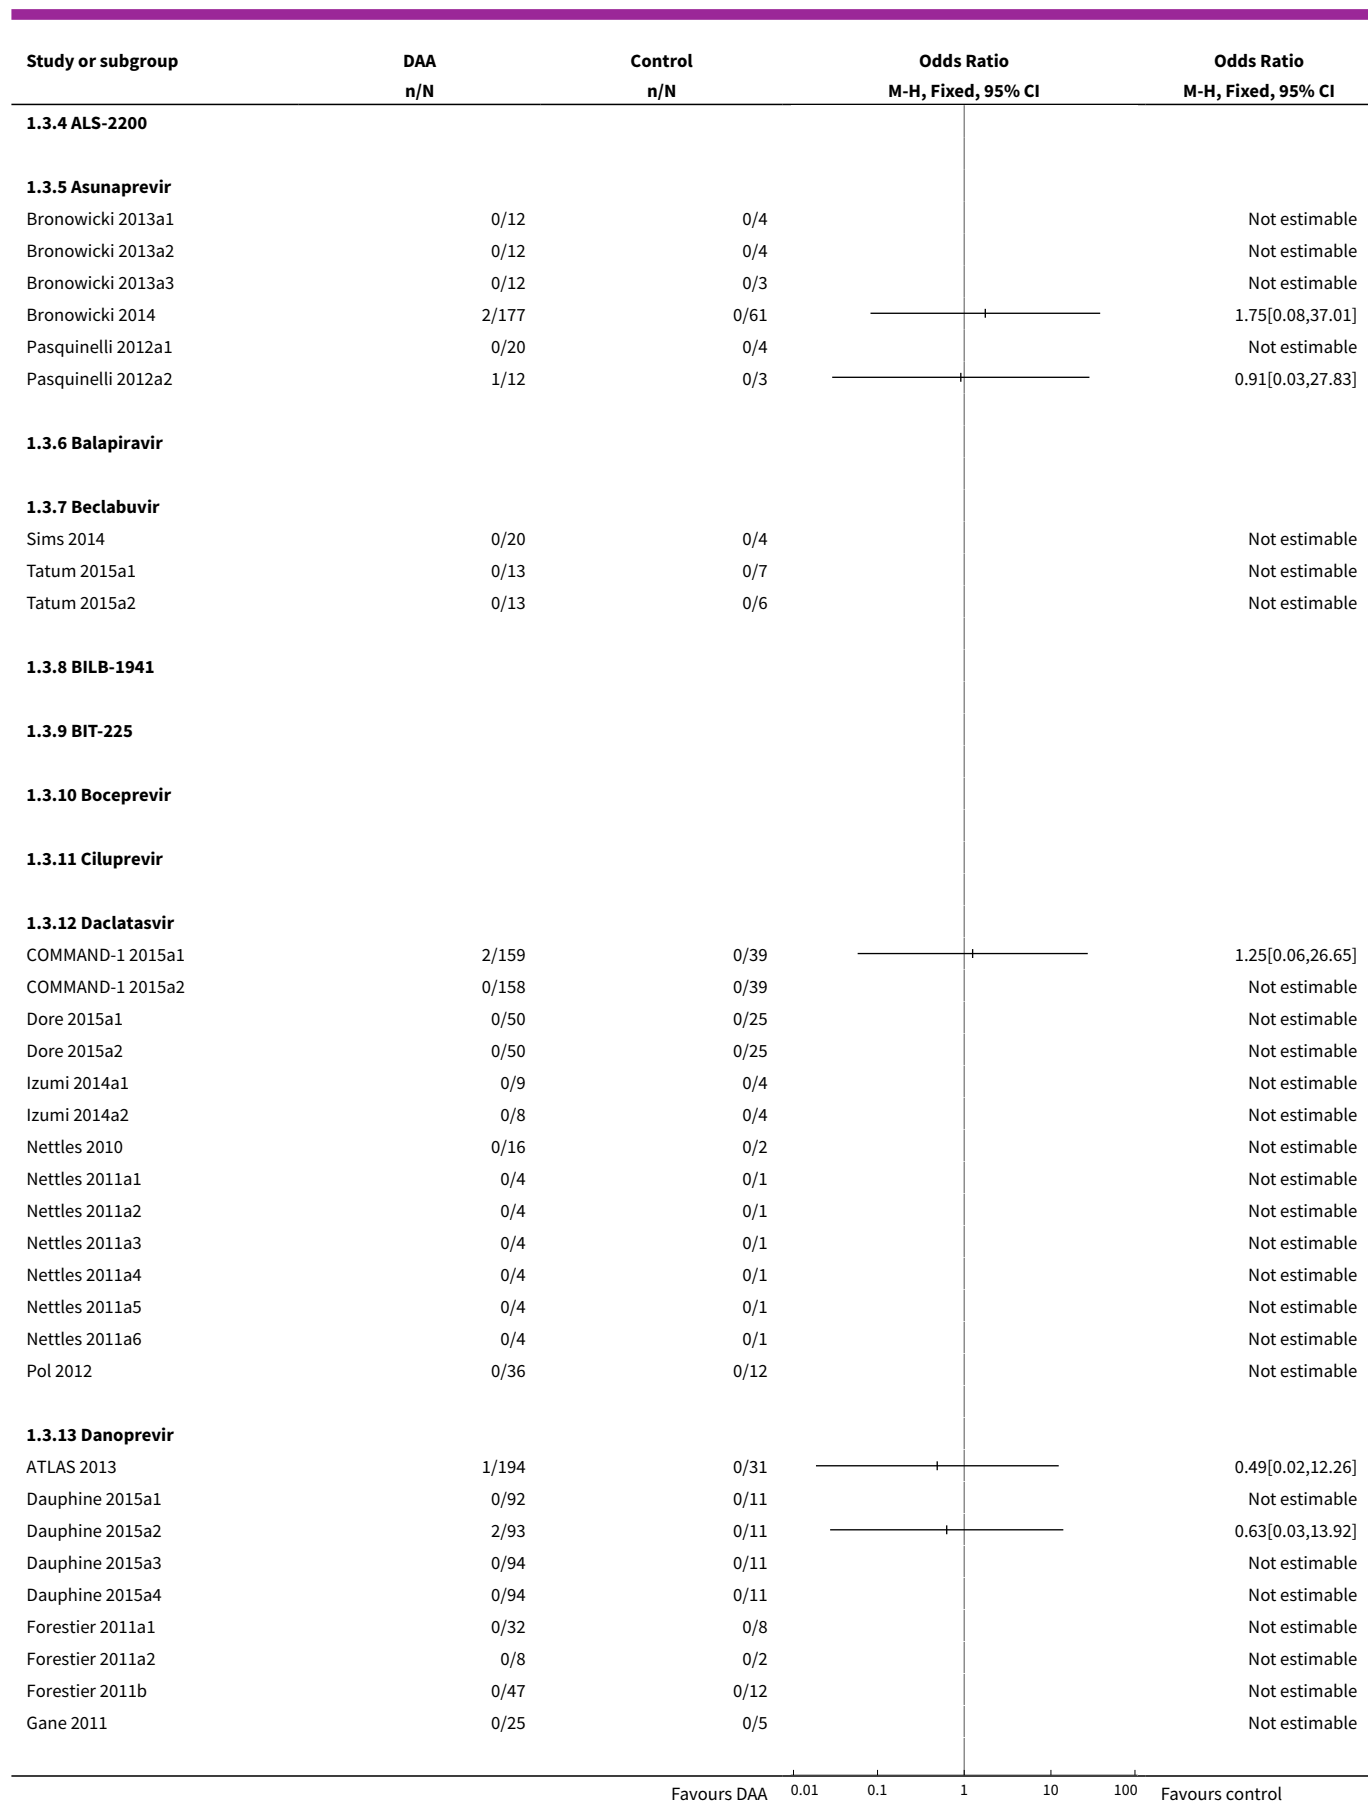 Study or subgroup DAA Control Odds Ratio Odds Ratio
n/N n/N M-H, Fixed, 95% CI M-H, Fixed, 95% CI
1.3.4 ALS-2200
1.3.5 Asunaprevir
Bronowicki 2013a1 0/12 0/4 Not estimable
Bronowicki 2013a2 0/12 0/4 Not estimable
Bronowicki 2013a3 0/12 0/3 Not estimable
Bronowicki 2014 2/177 0/61 1.75[0.08,37.01]
Pasquinelli 2012a1 0/20 0/4 Not estimable
Pasquinelli 2012a2 1/12 0/3 0.91[0.03,27.83]
1.3.6 Balapiravir
1.3.7 Beclabuvir
Sims 2014 0/20 0/4 Not estimable
Tatum 2015a1 0/13 0/7 Not estimable
Tatum 2015a2 0/13 0/6 Not estimable
1.3.8 BILB-1941
1.3.9 BIT-225
1.3.10 Boceprevir
1.3.11 Ciluprevir
1.3.12 Daclatasvir
COMMAND-1 2015a1 2/159 0/39 1.25[0.06,26.65]
COMMAND-1 2015a2 0/158 0/39 Not estimable
Dore 2015a1 0/50 0/25 Not estimable
Dore 2015a2 0/50 0/25 Not estimable
Izumi 2014a1 0/9 0/4 Not estimable
Izumi 2014a2 0/8 0/4 Not estimable
Nettles 2010 0/16 0/2 Not estimable
Nettles 2011a1 0/4 0/1 Not estimable
Nettles 2011a2 0/4 0/1 Not estimable
Nettles 2011a3 0/4 0/1 Not estimable
Nettles 2011a4 0/4 0/1 Not estimable
Nettles 2011a5 0/4 0/1 Not estimable
Nettles 2011a6 0/4 0/1 Not estimable
Pol 2012 0/36 0/12 Not estimable
1.3.13 Danoprevir
ATLAS 2013 1/194 0/31 0.49[0.02,12.26]
Dauphine 2015a1 0/92 0/11 Not estimable
Dauphine 2015a2 2/93 0/11 0.63[0.03,13.92]
Dauphine 2015a3 0/94 0/11 Not estimable
Dauphine 2015a4 0/94 0/11 Not estimable
Forestier 2011a1 0/32 0/8 Not estimable
Forestier 2011a2 0/8 0/2 Not estimable
Forestier 2011b 0/47 0/12 Not estimable
Gane 2011 0/25 0/5 Not estimable
Favours DAA 0.01 0.1 1 10 100 Favours control